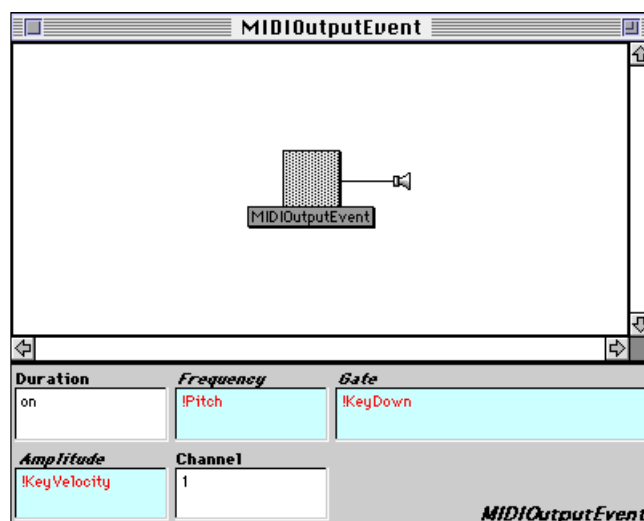 MIDIOutputEvent
MIDIOutputEvent
Duration
Frequency
Gate
on
!Pitch
!KeyDown
Amplitude
Channel
!KeyVelocity
1
MIDIOutputEvent